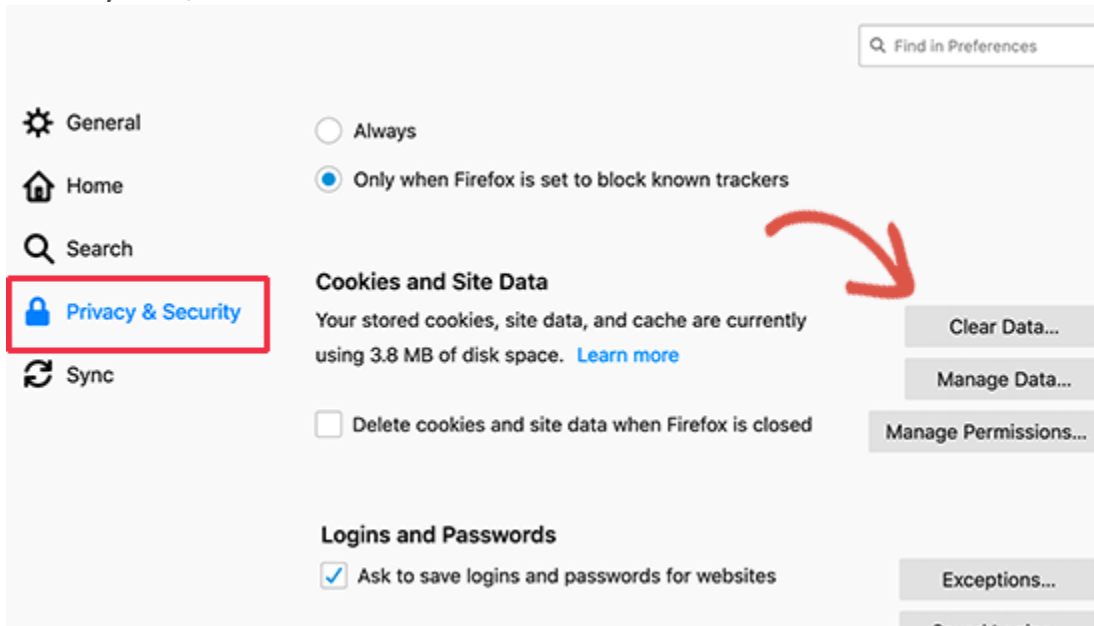 Find in Preferences
General
Always
Home
Only when Firefox is set to block known trackers
Search
Cookies and Site Data
Privacy & Security
Your stored cookies, site data, and cache are currently
using 3.8 MB of disk space. Learn more
Clear Data...
Sync
Manage Data...
Delete cookies and site data when Firefox is closed
Manage Permissions...
Logins and Passwords
Ask to save logins and passwords for websites
Exceptions...